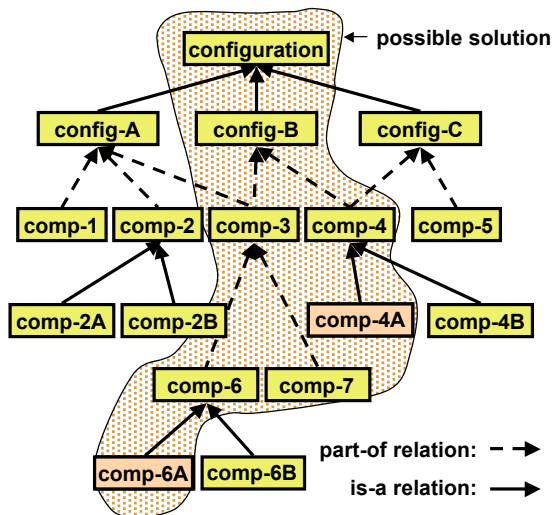 configuration
possible solution
config-A
config-B
config-C
comp-1
comp-2
comp-3
comp-4
comp-5
comp-2A
comp-2B
comp-4A
comp-4B
comp-6
comp-7
comp-6A
comp-6B
part-of relation:
is-a relation: